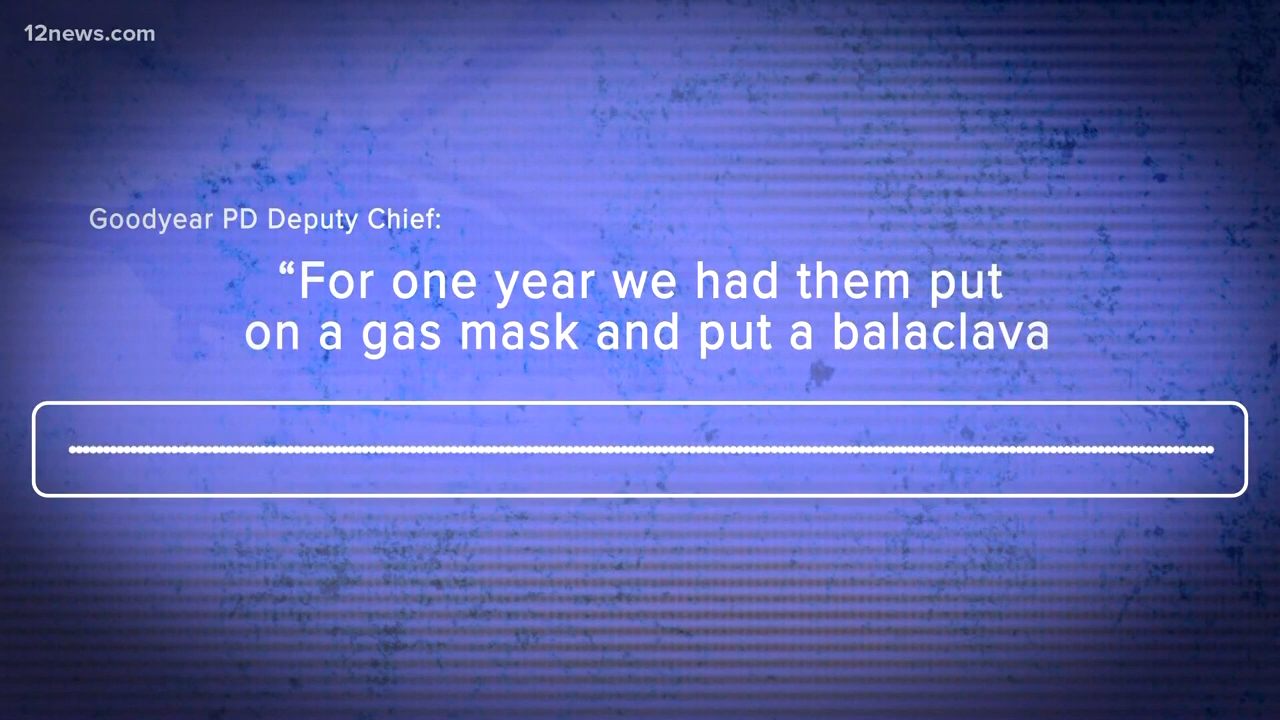 12news.com
Goodyear PD Deputy Chief:
“For one year we had them put
on a gas mask and put a balaclava